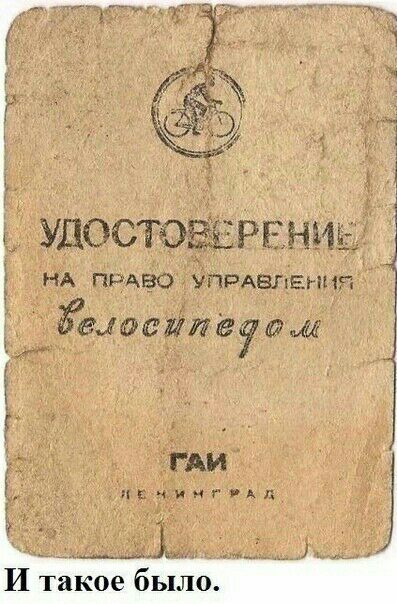 УДОСТОВЕРЕНИЕ
НА ПРАВО УПРАВЛЕНИЯ
велосипедом
ГАИ
ЛЕНИНГРАД
И такое было.